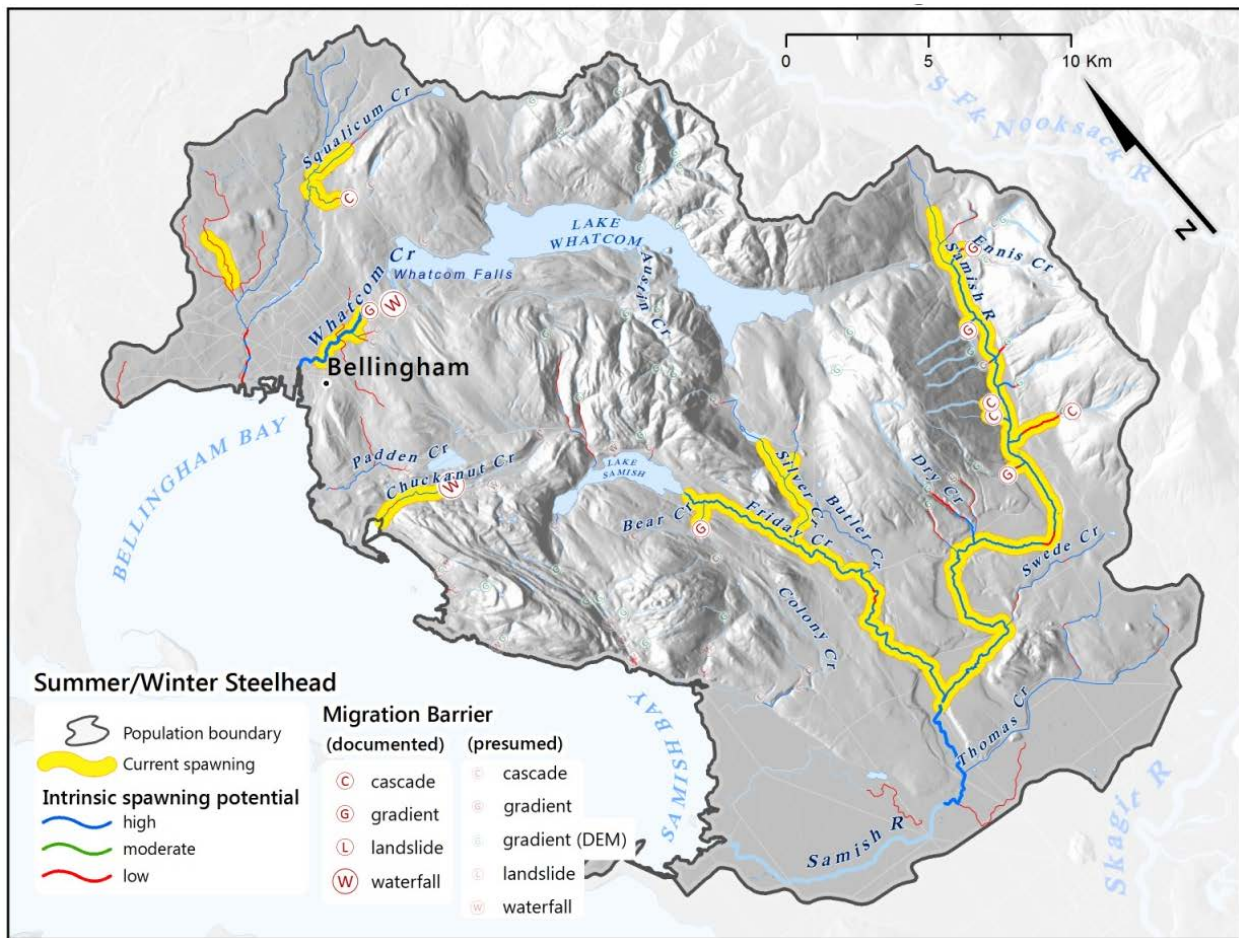 0 5 10 Km
S Fk Nooksack R
N
Squalicum Cr
C
LAKE
WHATCOM
Whatcom Cr
Whatcom Falls
Austin Cr
G
W
Bellingham
BELLINGHAM BAY
Padden Cr
Chuckanut Cr
W
LAKE
SAMISH
Bear Cr
G
Friday Cr
Silver Cr
Butler Cr
Colony Cr
Samish R
G
Ennis Cr
G
C
C
C
G
Dry Cr
Swede Cr
Thomas Cr
Samish R
SAMISH BAY
Skagit R
Summer/Winter Steelhead
Population boundary
Current spawning
Intrinsic spawning potential
high
moderate
low
Migration Barrier
(documented)
C cascade
G gradient
L landslide
W waterfall
(presumed)
C cascade
G gradient
G gradient (DEM)
L landslide
W waterfall